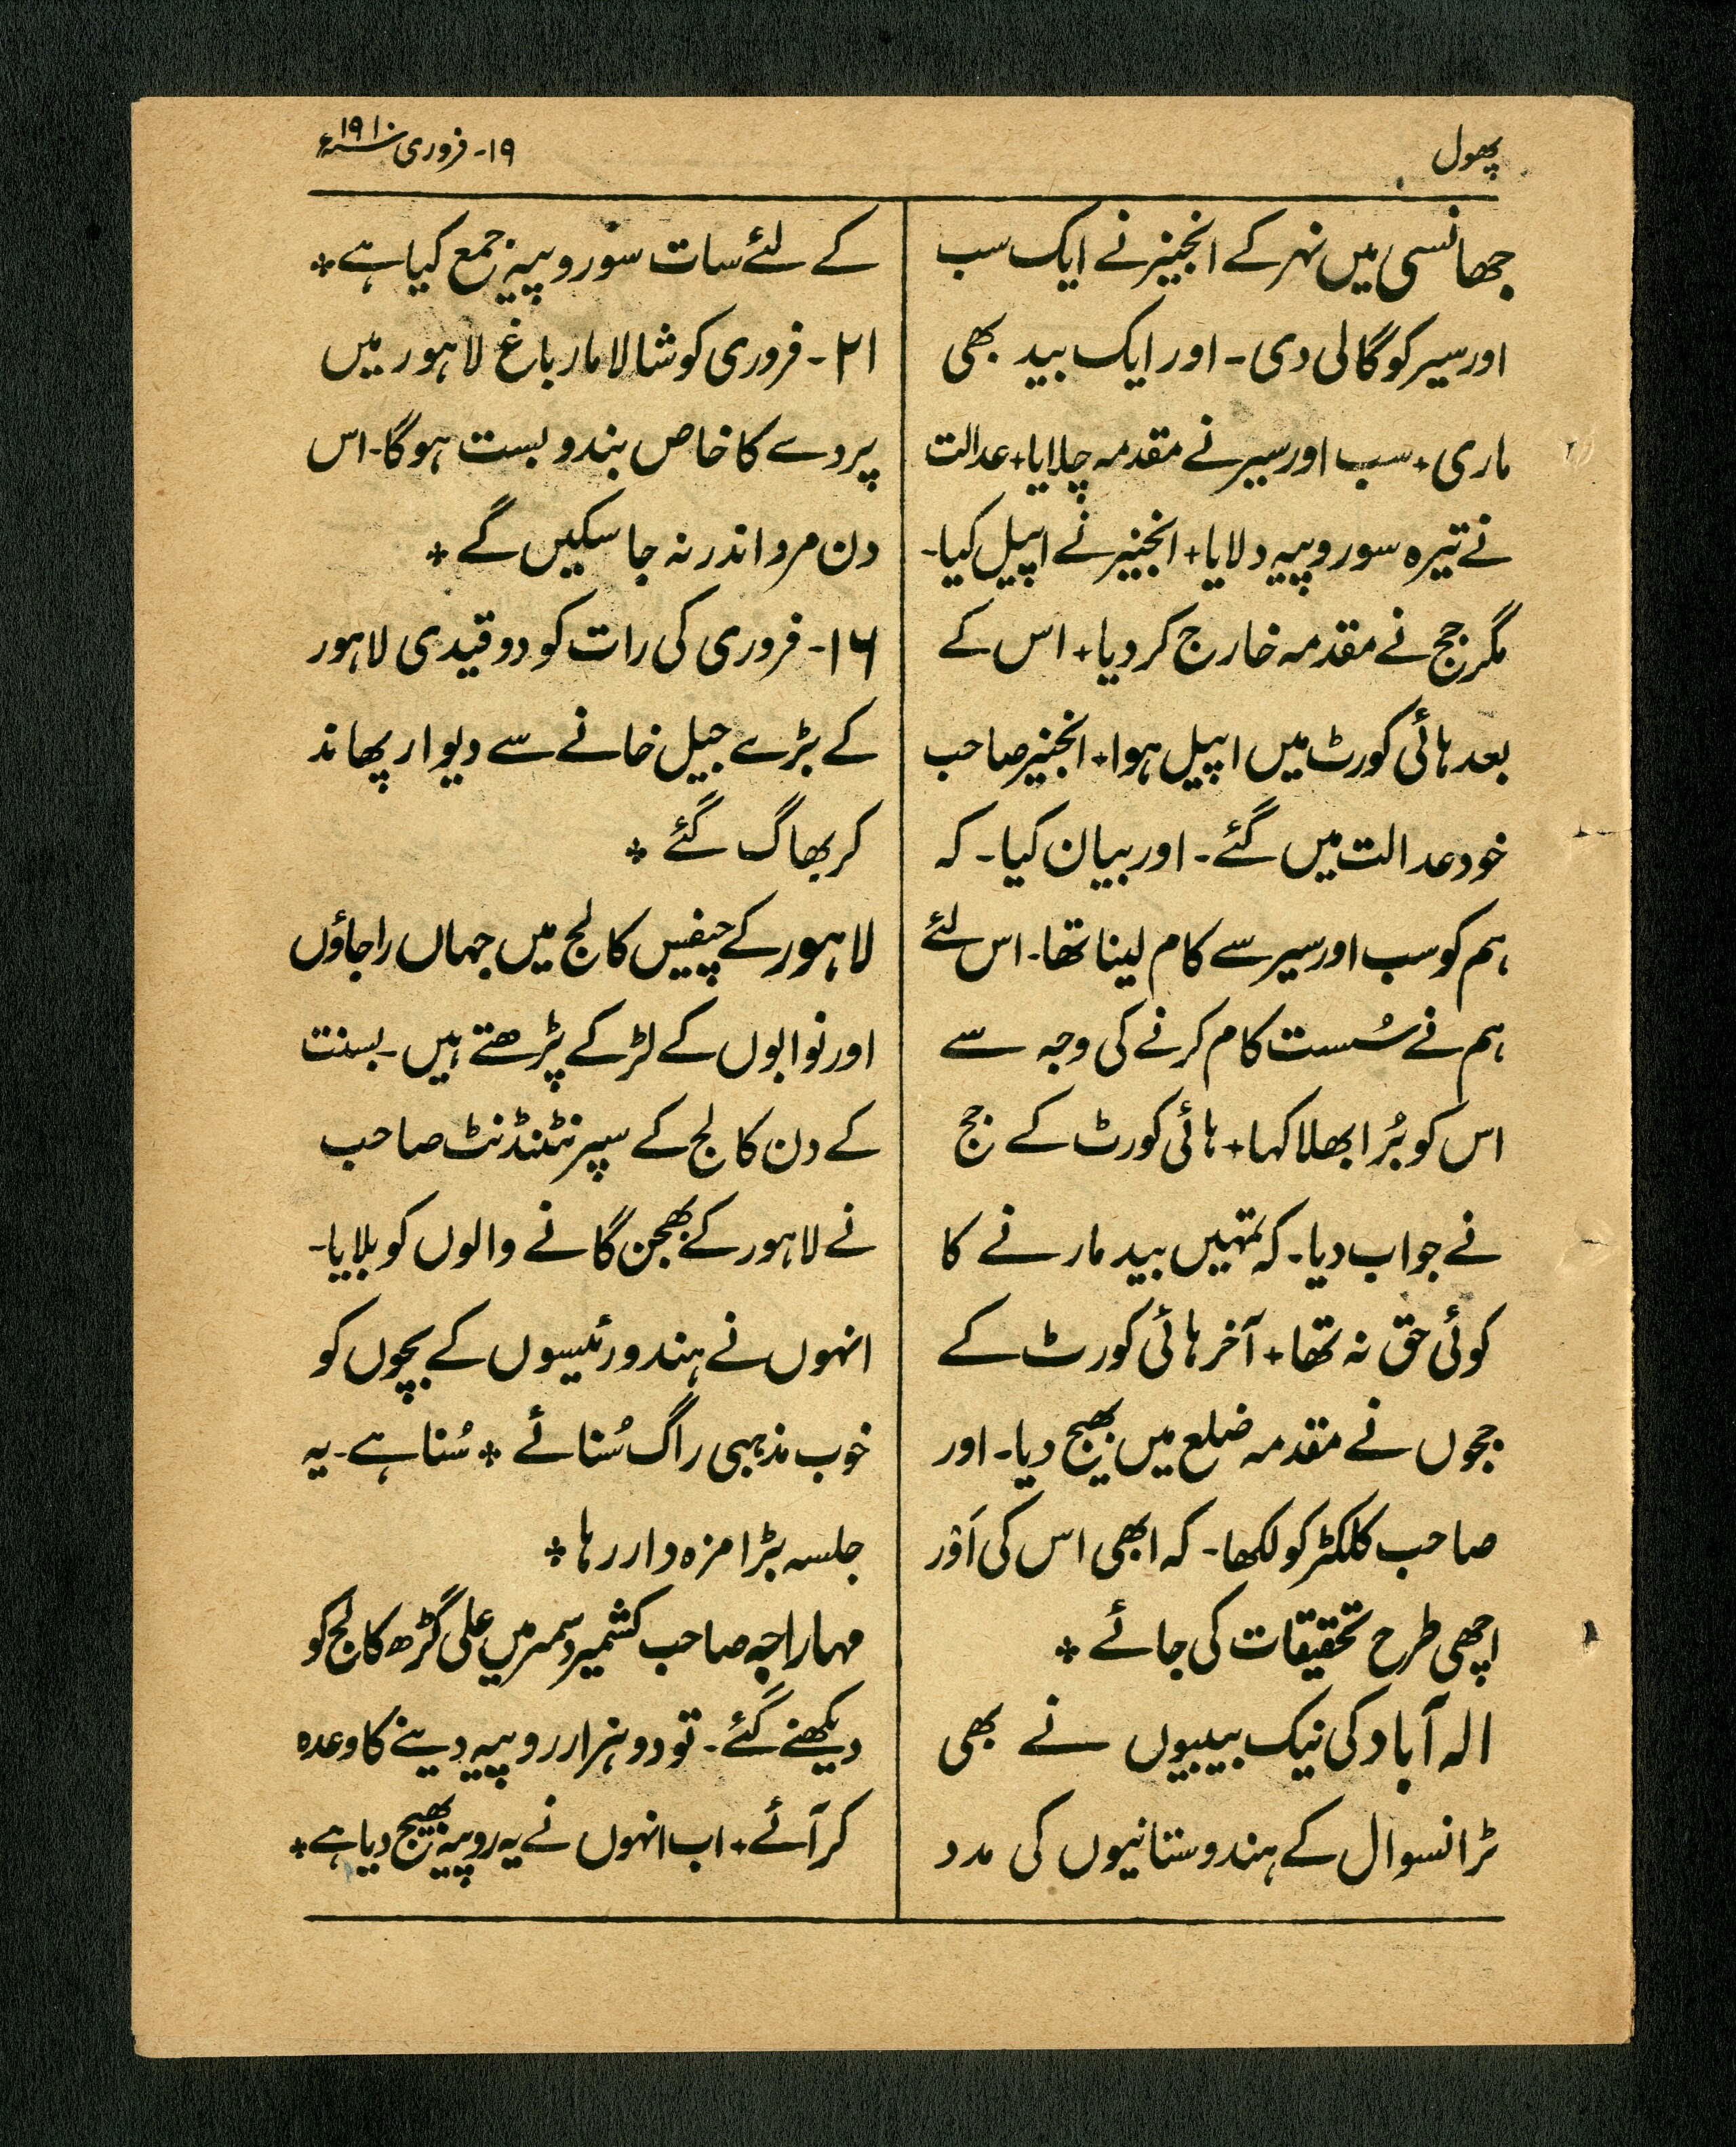 پھول
۱۹۔ فروری سنہ ۱۹۱۰ء
جھانسی میں نہر کے انجینر نے ایک سب
اورسیر کو گالی دی۔ اور ایک بید بھی
ماری + سب اورسیر نے مقدمہ چلایا + عدالت
نے تیرہ سو روپیہ دلایا + انجنیر نے اپیل کیا۔
مگر جج نے مقدمہ خارج کر دیا + اس کے
بعد ہائی کورٹ میں اپیل ہوا + انجنیر صاحب
خود عدالت میں گئے۔ اور بیان کیا۔ کہ
ہم کو سب اورسیر سے کام لینا تھا۔ اس لئے
ہم نے سُست کام کرنے کی وجہ سے
اس کو بُرا بھلا کہا + ہائی کورٹ کے جج
نے جواب دیا۔ کہ تمہیں بید مارنے کا
کوئی حق نہ تھا + آخر ہائی کورٹ کے
ججوں نے مقدمہ ضلع میں بھیج دیا۔ اور
صاحب کلکٹر کو لکھا۔ کہ ابھی اس کی اَور
اچھی طرح تحقیقات کی جائے ٭
الہ آباد کی نیک بیبیوں نے بھی
ٹرانسوال کے ہندوستانیوں کی مدد
کے لئے سات سو روپیہ جمع کیا ہے ٭
۲۱۔ فروری کو شالامار باغ لاہور میں
پردے کا خاص بندوبست ہوگا۔ اس
دن مرد اندر نہ جا سکیں گے ٭
۱۶۔ فروری کی رات کو دو قیدی لاہور
کے بڑے جیل خانے سے دیوار پھاند
کر بھاگ گئے ٭
لاہور کے چیفس کالج میں جہاں راجاؤں
اور نوابوں کے لڑکے پڑھتے ہیں۔ بسنت
کے دن کالج کے سپرنٹنڈنٹ صاحب
نے لاہور کے بھجن گانے والوں کو بلایا۔
انہوں نے ہندو رئیسوں کے بچوں کو
خوب مذہبی راگ سُنائے ٭ سُنا ہے۔ یہ
جلسہ بڑا مزہ دار رہا ٭
مہاراجہ صاحب کشمیر دسمبر میں علی گڑھ کالج کو
دیکھنے گئے۔ تو دو ہزار روپیہ دینے کا وعدہ
کر آئے + اب انہوں نے یہ روپیہ بھیج دیا ہے ٭